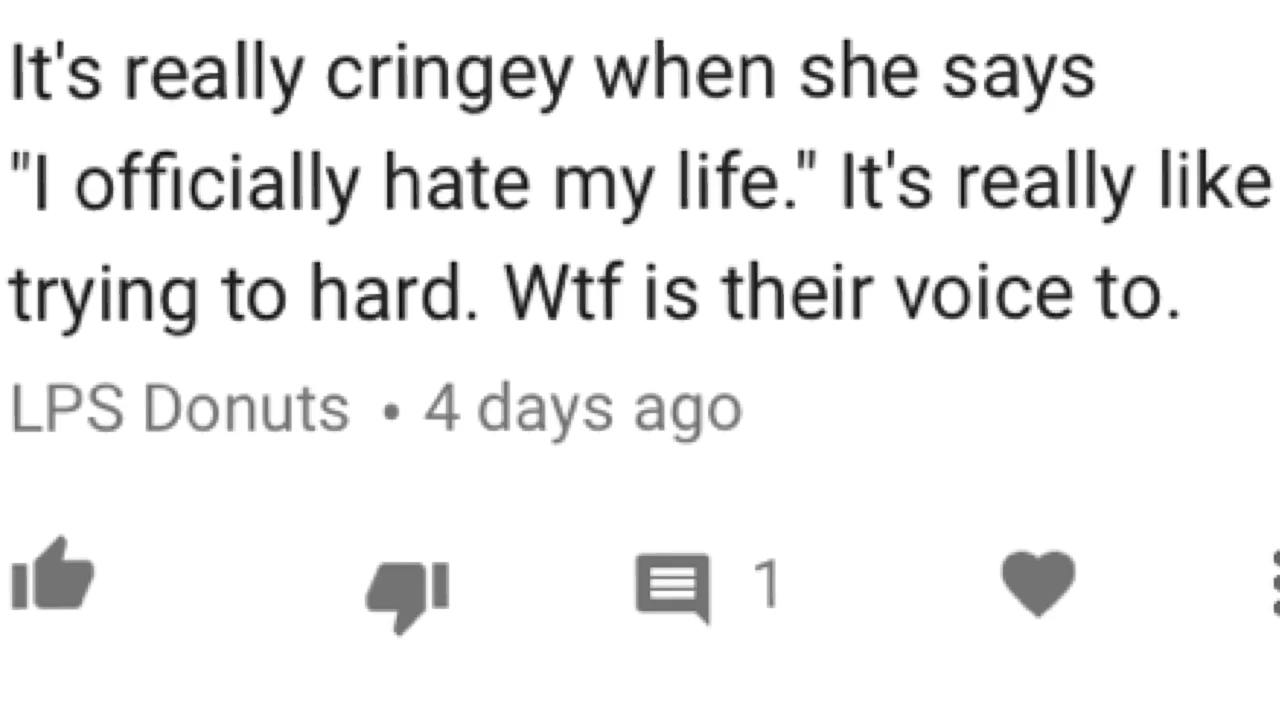 It's really cringey when she says
"I officially hate my life." It's really like
trying to hard. Wtf is their voice to.
LPS Donuts • 4 days ago
1